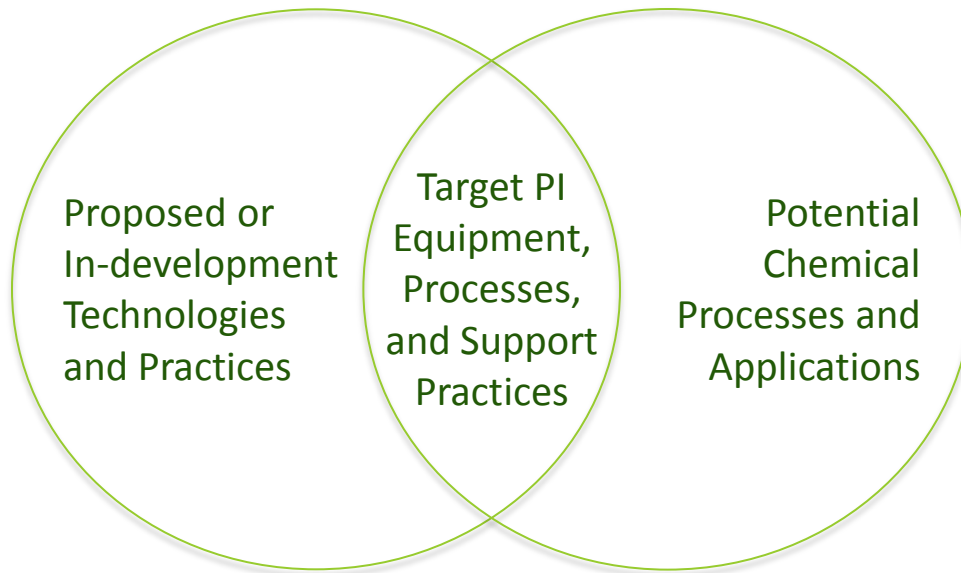 Proposed or
In-development
Technologies
and Practices
Target PI
Equipment,
Processes,
and Support
Practices
Potential
Chemical
Processes and
Applications